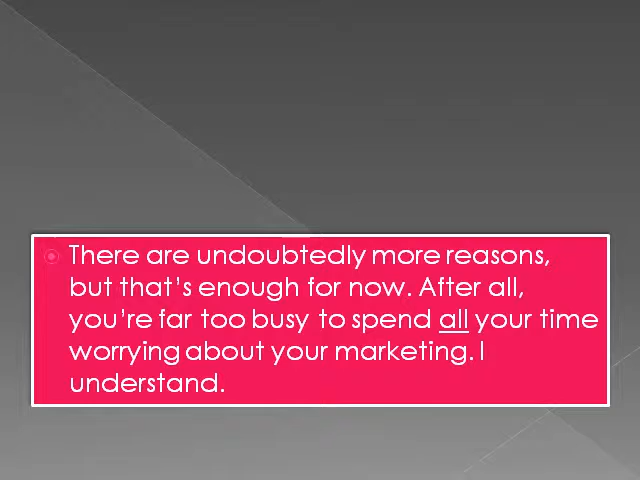 There are undoubtedly more reasons,
but that's enough for now. After all,
you're far too busy to spend all your time
worrying about your marketing. I
understand.